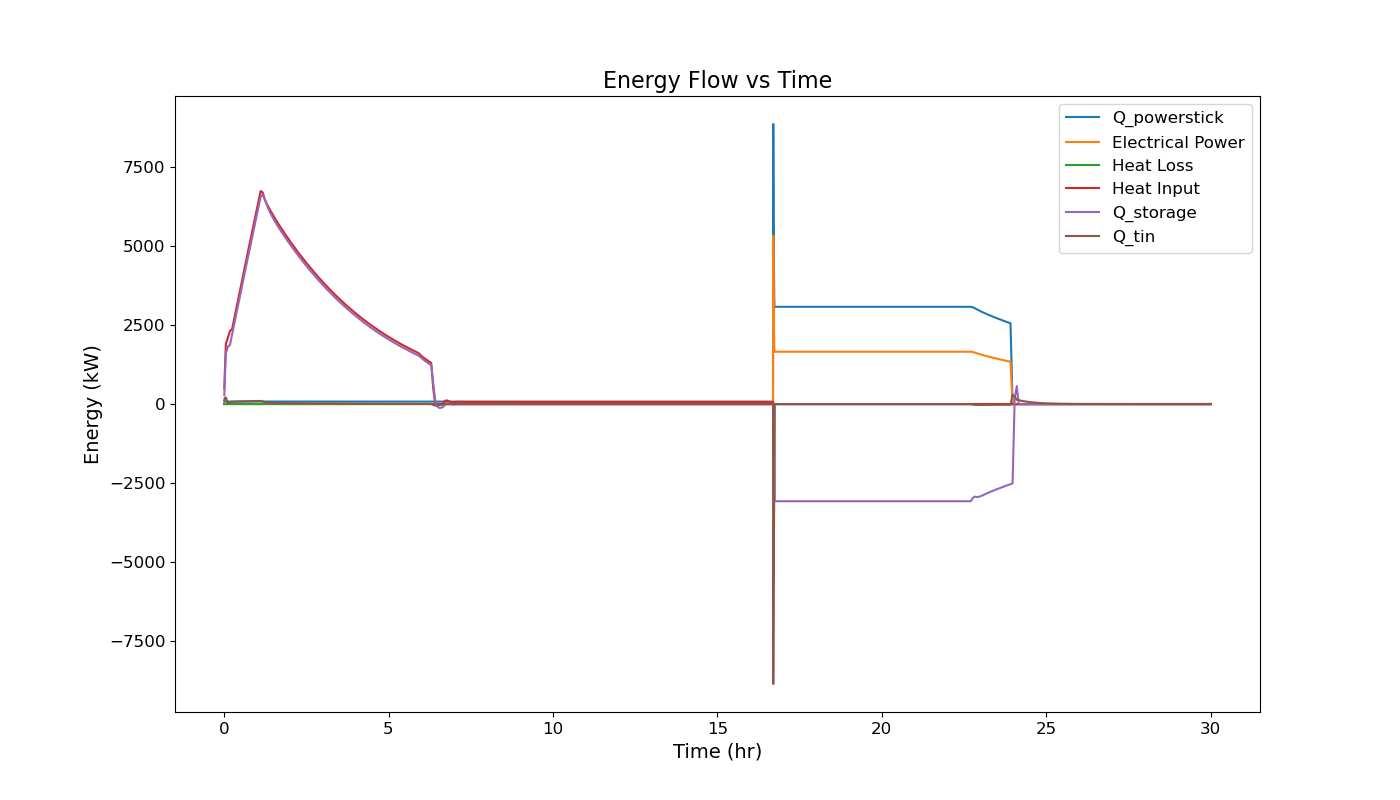 Energy Flow vs Time
Q_powerstick
Electrical Power
Heat Loss
Heat Input
Q_storage
Q_tin
Energy (kW)
7500
5000
2500
0
−2500
−5000
−7500
0 5 10 15 20 25 30
Time (hr)